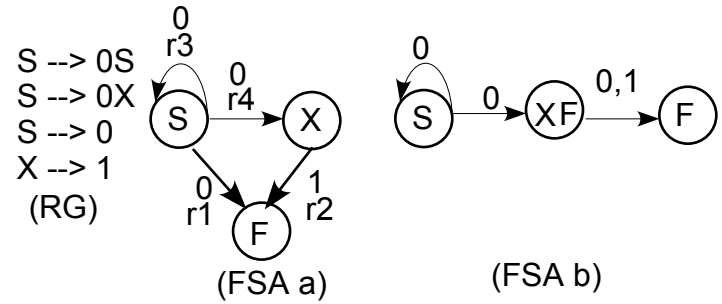 S --> 0S
S --> 0X
S --> 0
X --> 1
(RG)
0
r3
S
0
r4
X
0
r1
1
r2
F
(FSA a)
0
S
0
XF
0,1
F
(FSA b)